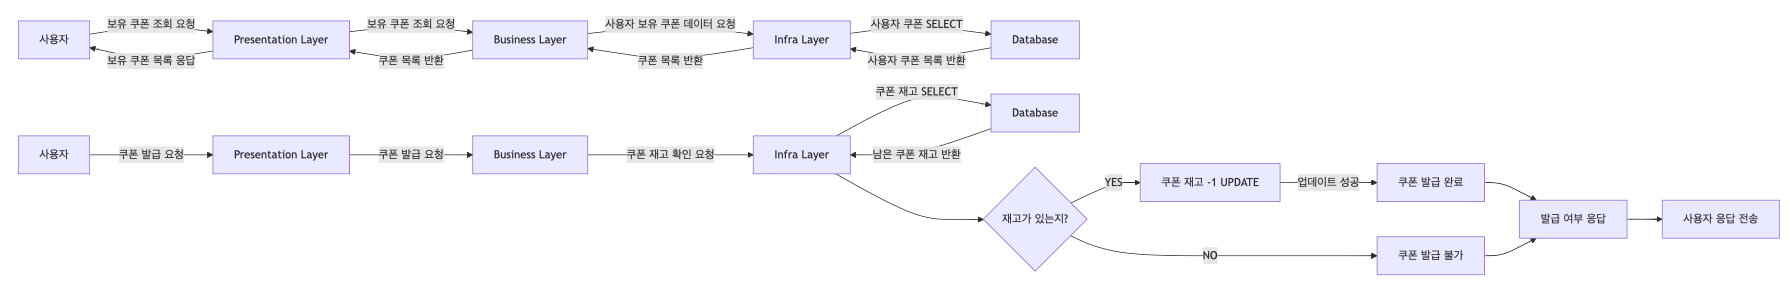 사용자
보유 쿠폰 조회 요청
보유 쿠폰 목록 응답
Presentation Layer
보유 쿠폰 조회 요청
쿠폰 목록 반환
Business Layer
사용자 보유 쿠폰 데이터 요청
쿠폰 목록 반환
Infra Layer
사용자 쿠폰 SELECT
사용자 쿠폰 목록 반환
Database
사용자
쿠폰 발급 요청
Presentation Layer
쿠폰 발급 요청
Business Layer
쿠폰 재고 확인 요청
Infra Layer
쿠폰 재고 SELECT
남은 쿠폰 재고 반환
Database
재고가 있는지?
YES
쿠폰 재고 -1 UPDATE
업데이트 성공
쿠폰 발급 완료
NO
쿠폰 발급 불가
발급 여부 응답
사용자 응답 전송